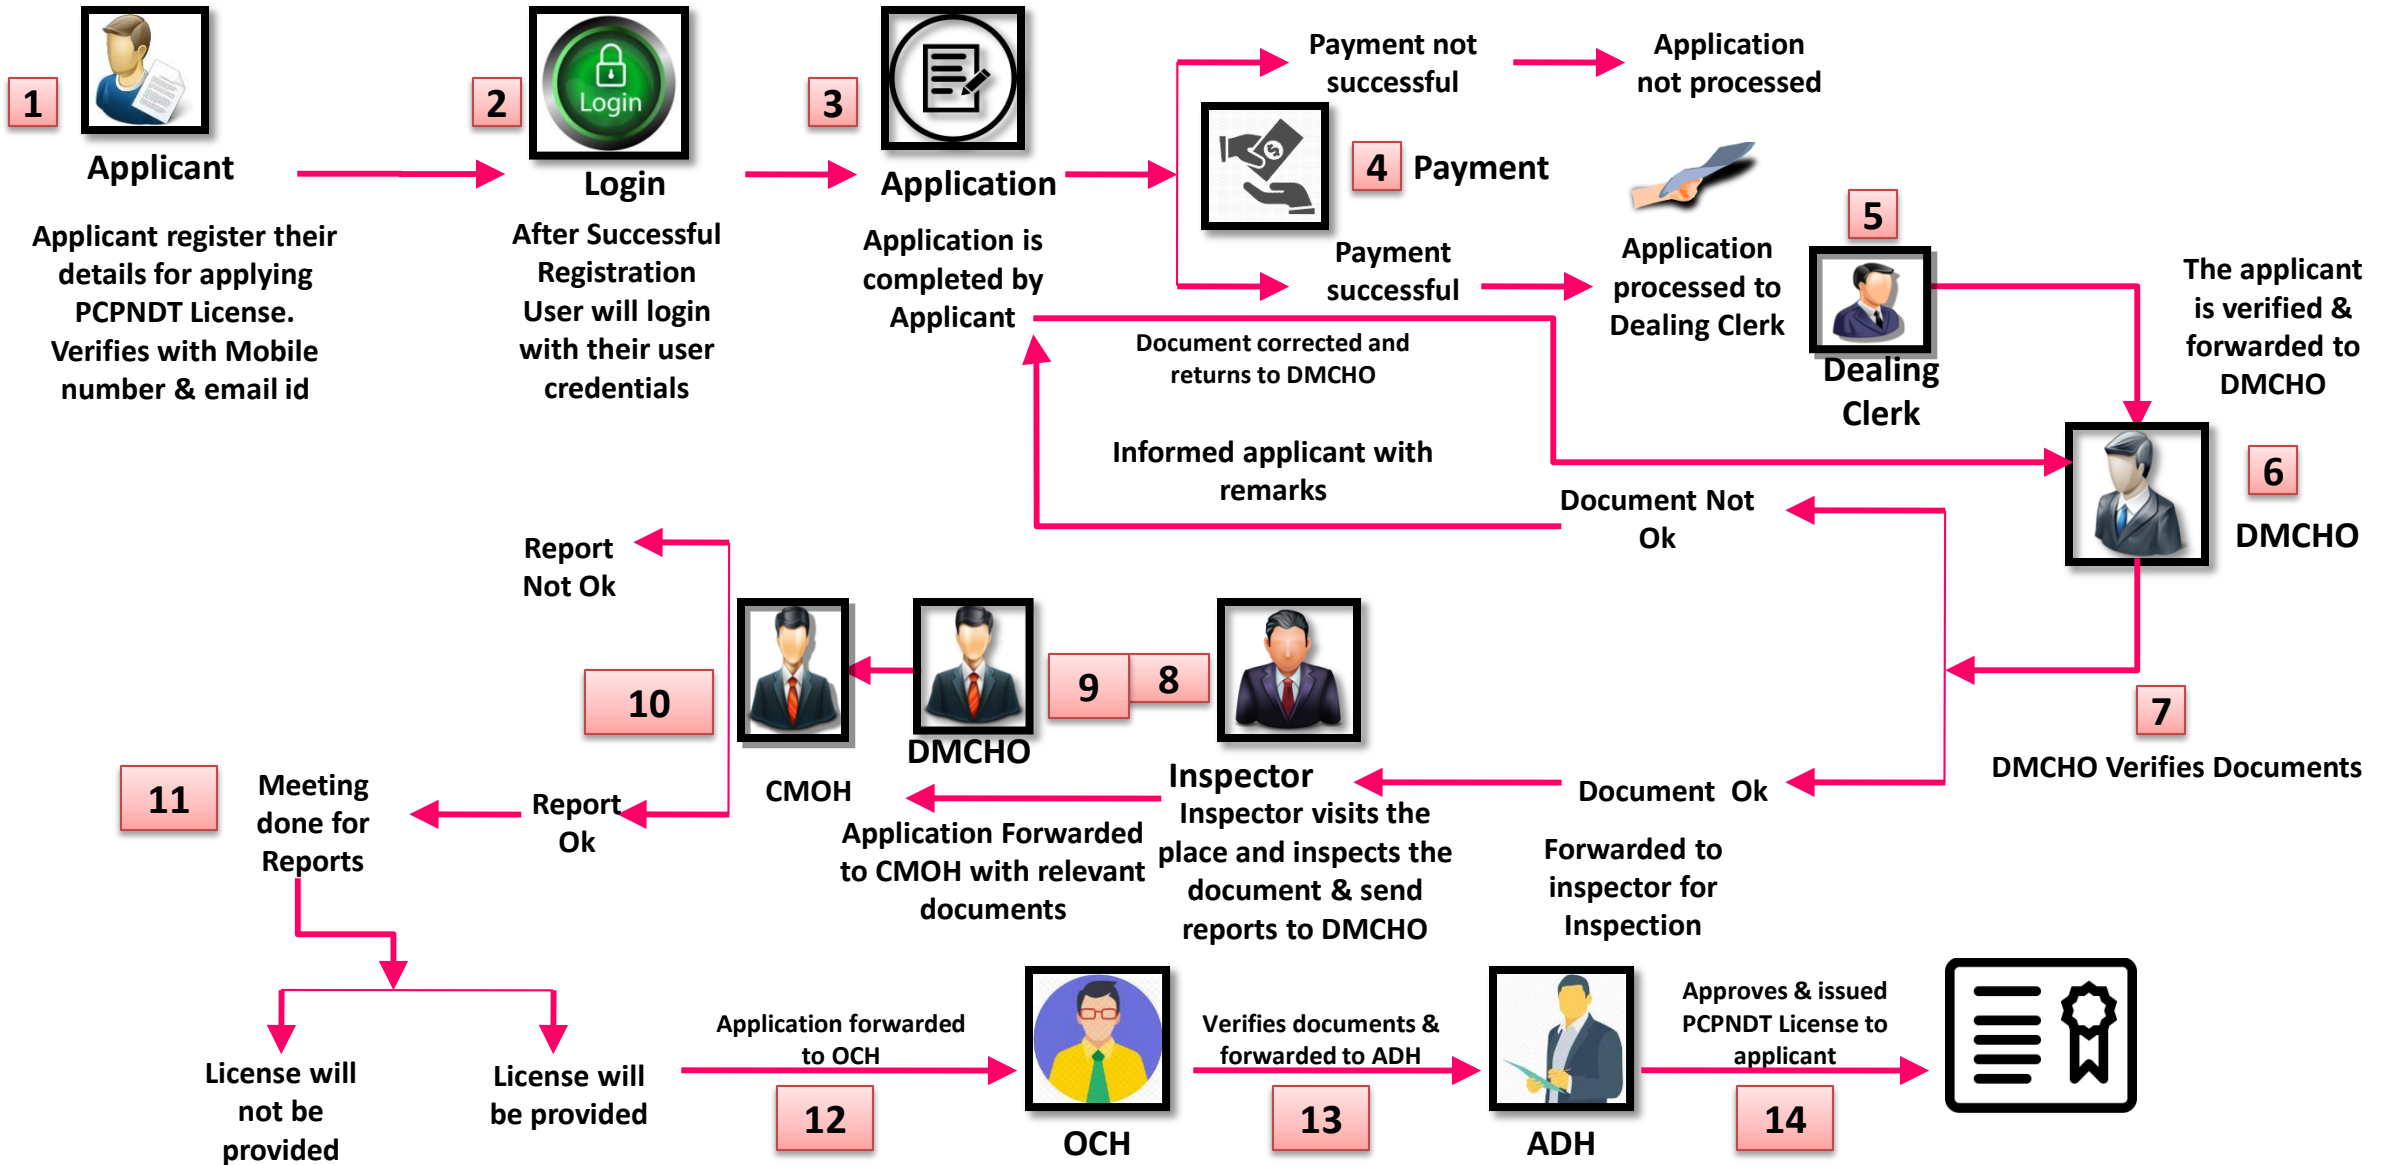 1
Applicant
Applicant register their
details for applying
PCPNDT License.
Verifies with Mobile
number & email id
2
Login
Login
After Successful
Registration
User will login
with their user
credentials
3
Application
Application is
completed by
Applicant
Payment not
successful
Application
not processed
4
Payment
Payment
successful
Application
processed to
Dealing Clerk
5
Dealing
Clerk
The applicant
is verified &
forwarded to
DMCHO
Document corrected and
returns to DMCHO
Informed applicant with
remarks
Document Not
Ok
6
DMCHO
7
DMCHO Verifies Documents
Document Ok
Forwarded to
inspector for
Inspection
8
Inspector
Inspector visits the
place and inspects the
document & send
reports to DMCHO
9
DMCHO
Application Forwarded
to CMOH with relevant
documents
CMOH
10
Report
Not Ok
Report
Ok
11
Meeting
done for
Reports
License will
not be
provided
License will
be provided
Application forwarded
to OCH
12
OCH
Verifies documents &
forwarded to ADH
13
ADH
Approves & issued
PCPNDT License to
applicant
14